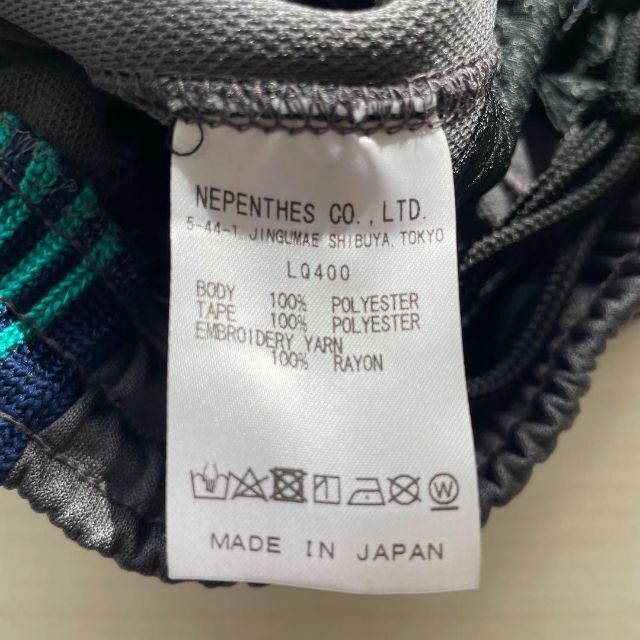 NEPENTHES CO., LTD.
6-44-1, JINGUMAE SHIBUYA, TOKYO
LQ400
BODY 100% POLYESTER
TAPE 100% POLYESTER
EMBROIDERY YARN
100% RAYON
W
MADE IN JAPAN